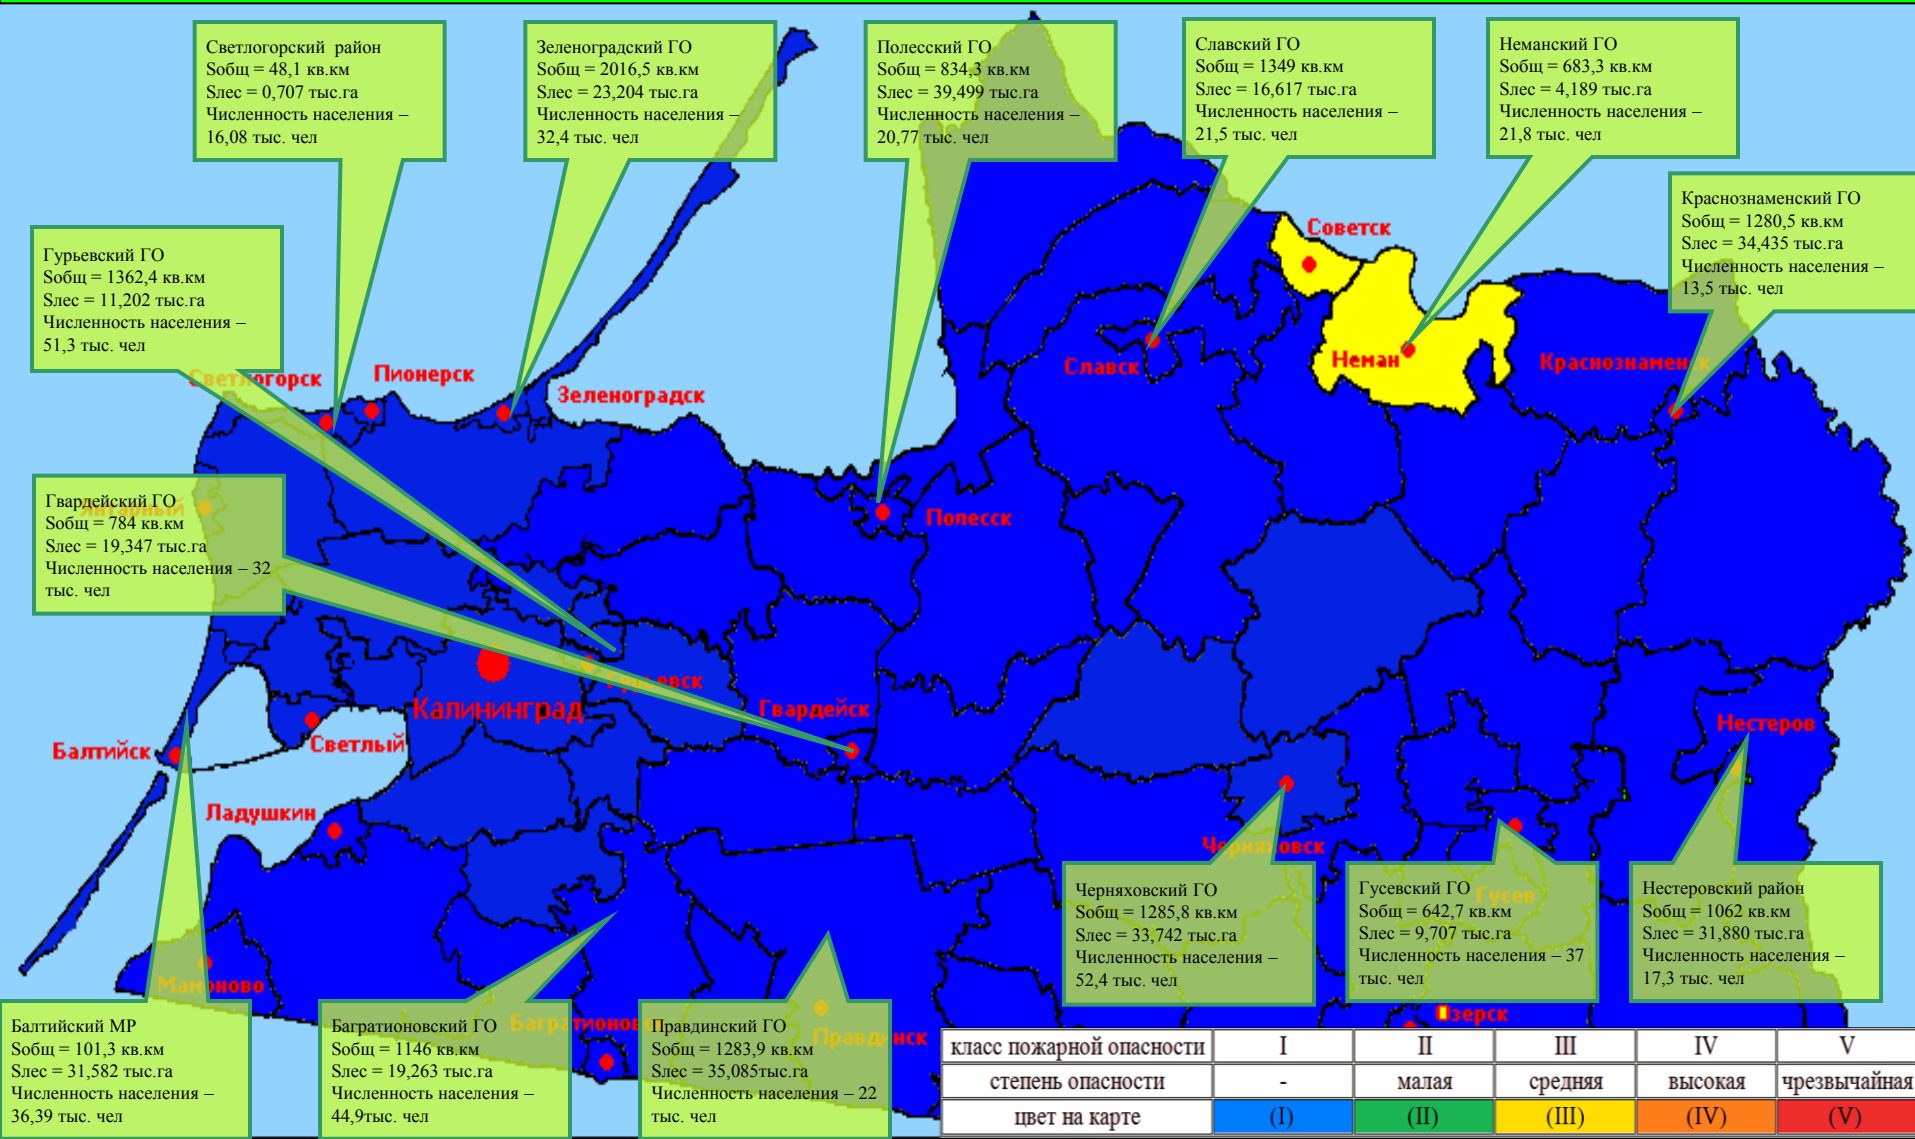 Светлогорский район
Sобщ = 48,1 кв.км
Sлес = 0,707 тыс.га
Численность населения –
16,08 тыс. чел
Зеленоградский ГО
Sобщ = 2016,5 кв.км
Sлес = 23,204 тыс.га
Численность населения –
32,4 тыс. чел
Полесский ГО
Sобщ = 834,3 кв.км
Sлес = 39,499 тыс.га
Численность населения –
20,77 тыс. чел
Славский ГО
Sобщ = 1349 кв.км
Sлес = 16,617 тыс.га
Численность населения –
21,5 тыс. чел
Неманский ГО
Sобщ = 683,3 кв.км
Sлес = 4,189 тыс.га
Численность населения –
21,8 тыс. чел
Краснознаменский ГО
Sобщ = 1280,5 кв.км
Sлес = 34,435 тыс.га
Численность населения –
13,5 тыс. чел
Гурьевский ГО
Sобщ = 1362,4 кв.км
Sлес = 11,202 тыс.га
Численность населения –
51,3 тыс. чел
Советск
Неман
Славск
Краснознаменск
Светлогорск
Пионерск
Зеленоградск
Гвардейский ГО
Sобщ = 784 кв.км
Sлес = 19,347 тыс.га
Численность населения – 32
тыс. чел
Янтарный
Полесск
Гурьевск
Калининград
Гвардейск
Нестеров
Балтийск
Светлый
Ладушкин
Черняховск
Гусев
Мамоново
Багратионовск
Правдинск
Озерск
Черняховский ГО
Sобщ = 1285,8 кв.км
Sлес = 33,742 тыс.га
Численность населения –
52,4 тыс. чел
Гусевский ГО
Sобщ = 642,7 кв.км
Sлес = 9,707 тыс.га
Численность населения – 37
тыс. чел
Нестеровский район
Sобщ = 1062 кв.км
Sлес = 31,880 тыс.га
Численность населения –
17,3 тыс. чел
Балтийский МР
Sобщ = 101,3 кв.км
Sлес = 31,582 тыс.га
Численность населения –
36,39 тыс. чел
Багратионовский ГО
Sобщ = 1146 кв.км
Sлес = 19,263 тыс.га
Численность населения –
44,9тыс. чел
Правдинский ГО
Sобщ = 1283,9 кв.км
Sлес = 35,085тыс.га
Численность населения – 22
тыс. чел
класс пожарной опасности I II III IV V
степень опасности - малая средняя высокая чрезвычайная
цвет на карте (I) (II) (III) (IV) (V)